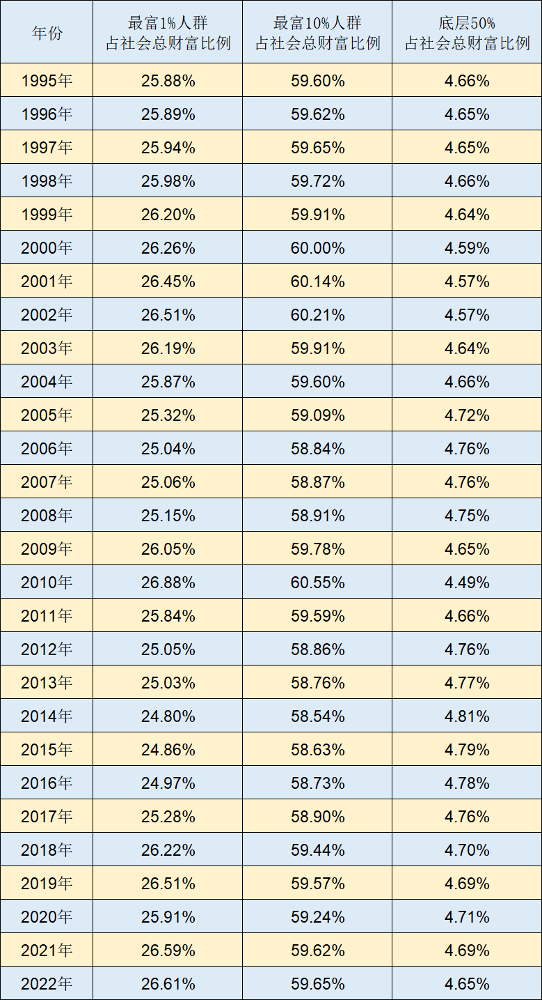 年份 最富1%人群 最富10%人群 底层50%
占社会总财富比例 占社会总财富比例 占社会总财富比例
1995年 25.88% 59.60% 4.66%
1996年 25.89% 59.62% 4.65%
1997年 25.94% 59.65% 4.65%
1998年 25.98% 59.72% 4.66%
1999年 26.20% 59.91% 4.64%
2000年 26.26% 60.00% 4.59%
2001年 26.45% 60.14% 4.57%
2002年 26.51% 60.21% 4.57%
2003年 26.19% 59.91% 4.64%
2004年 25.87% 59.60% 4.66%
2005年 25.32% 59.09% 4.72%
2006年 25.04% 58.84% 4.76%
2007年 25.06% 58.87% 4.76%
2008年 25.15% 58.91% 4.75%
2009年 26.05% 59.78% 4.65%
2010年 26.88% 60.55% 4.49%
2011年 25.84% 59.59% 4.66%
2012年 25.05% 58.86% 4.76%
2013年 25.03% 58.76% 4.77%
2014年 24.80% 58.54% 4.81%
2015年 24.86% 58.63% 4.79%
2016年 24.97% 58.73% 4.78%
2017年 25.28% 58.90% 4.76%
2018年 26.22% 59.44% 4.70%
2019年 26.51% 59.57% 4.69%
2020年 25.91% 59.24% 4.71%
2021年 26.59% 59.62% 4.69%
2022年 26.61% 59.65% 4.65%